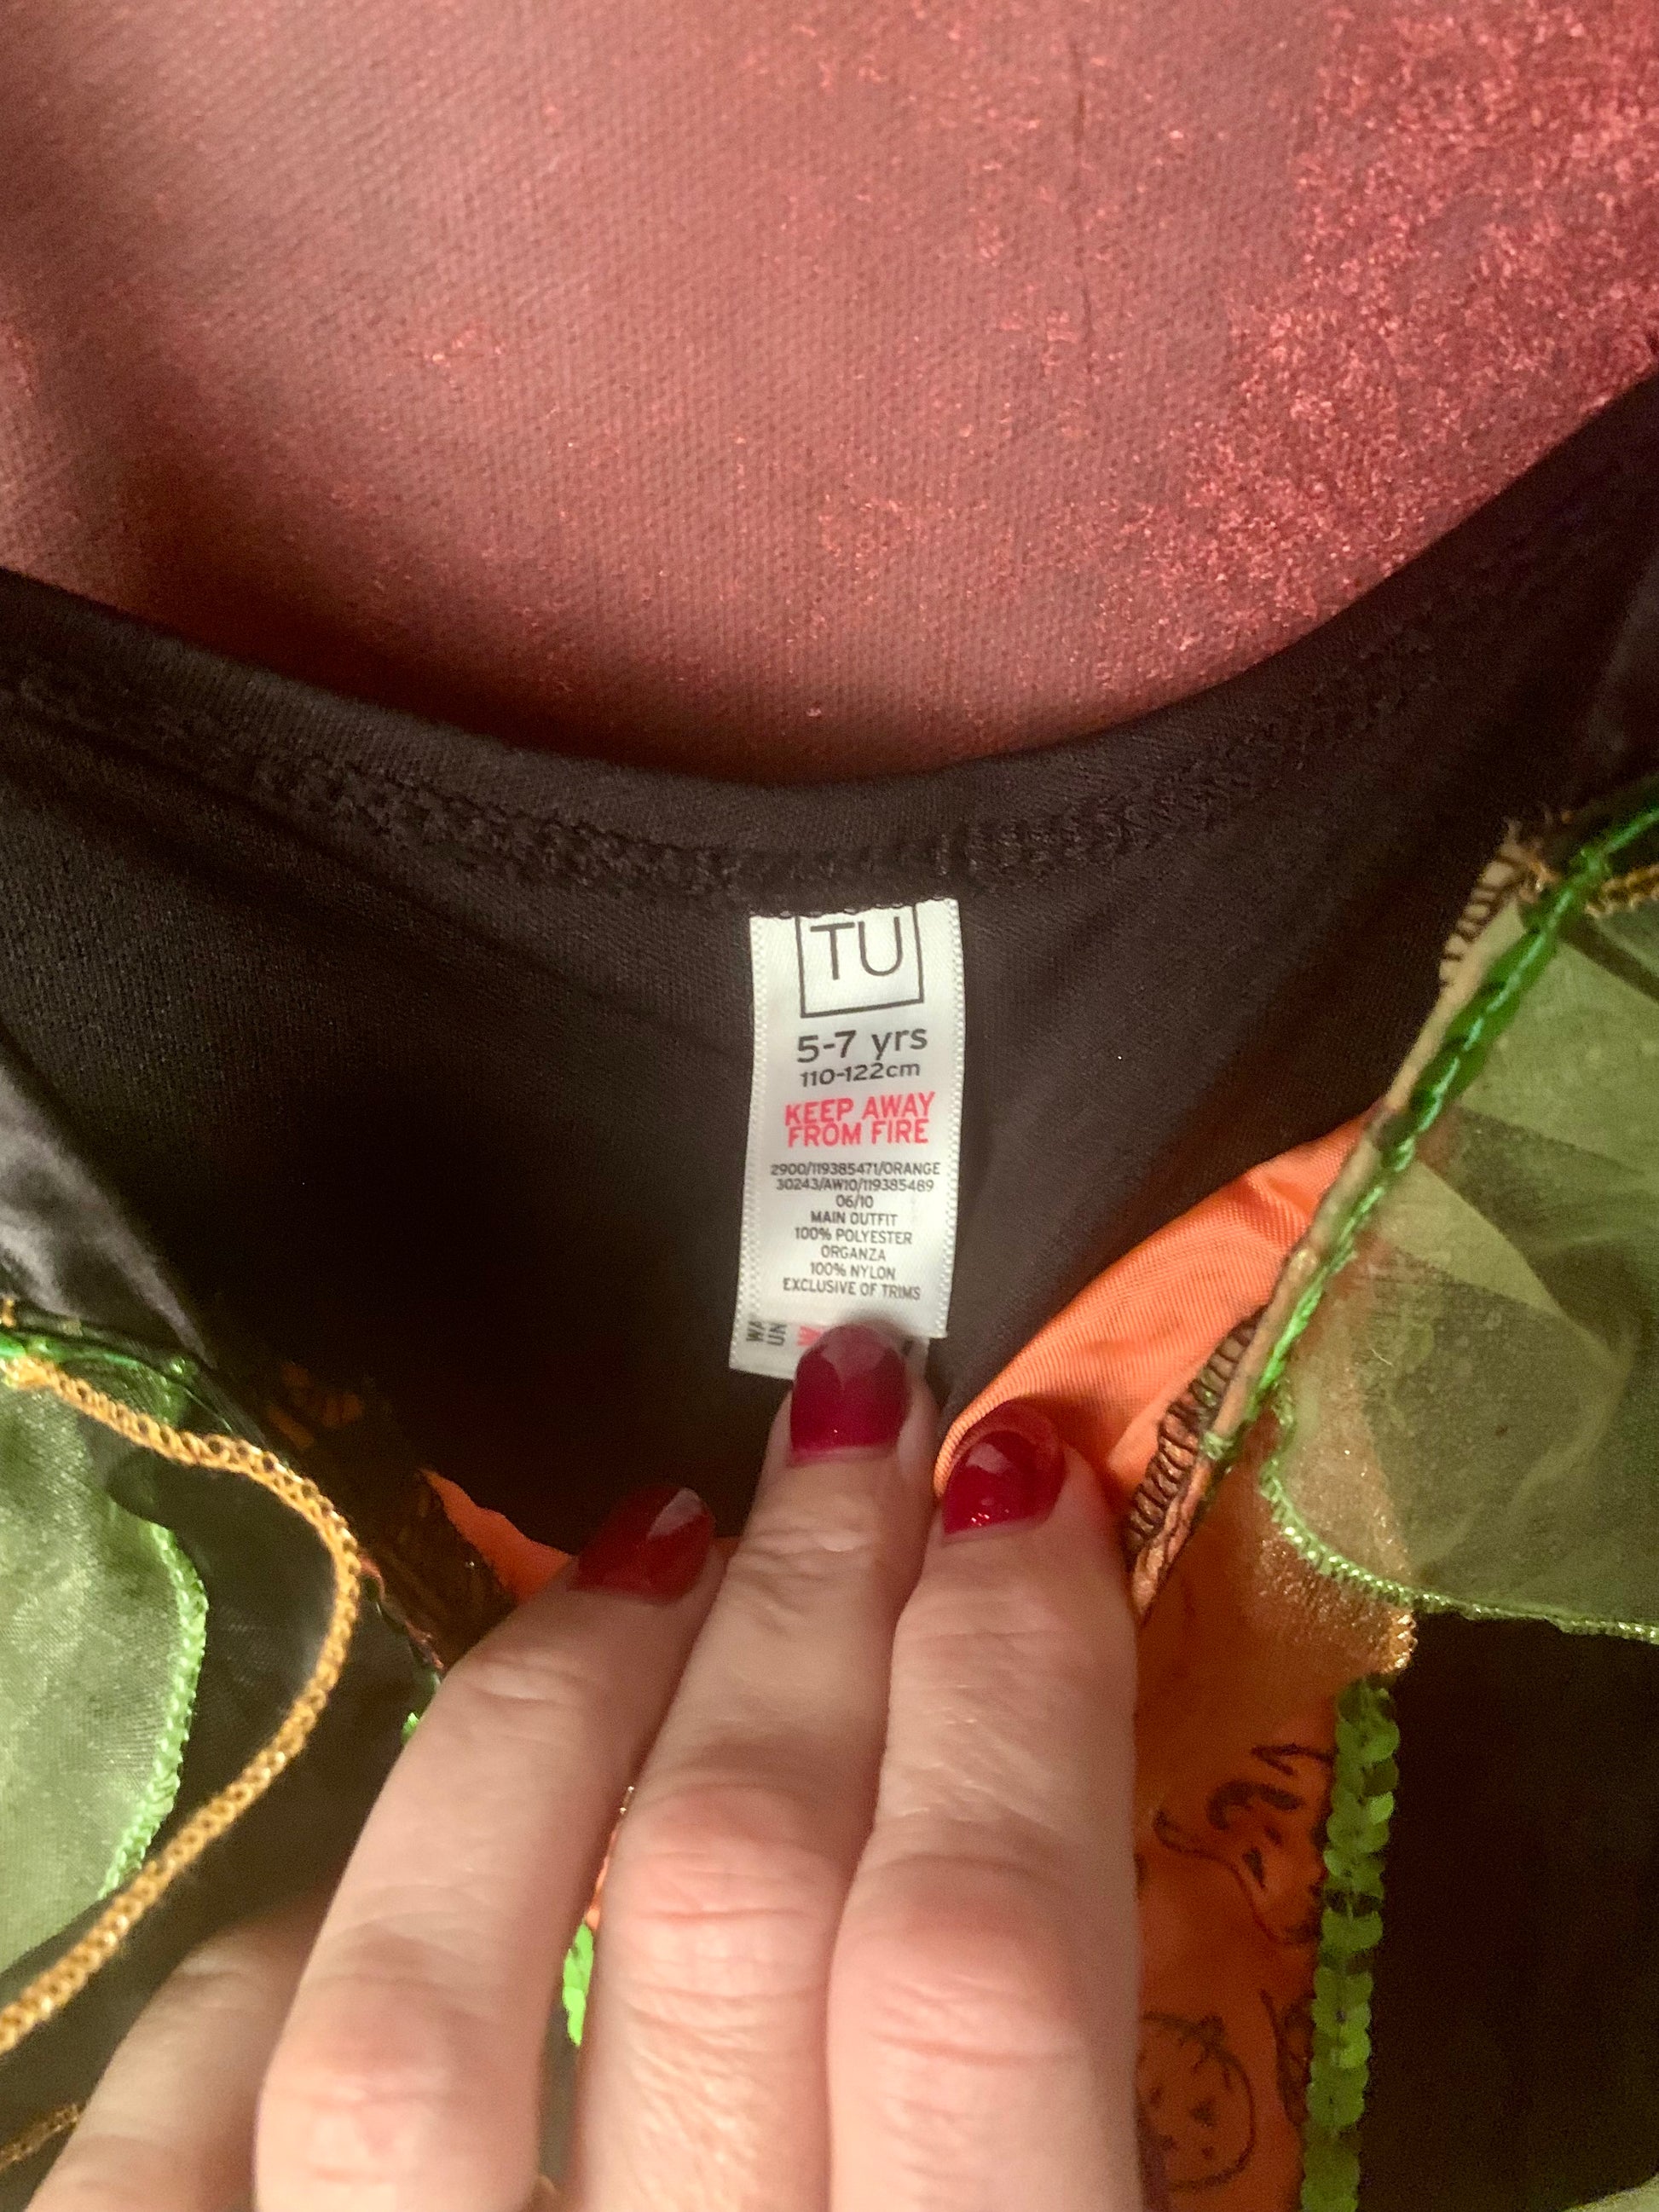 TU
5-7 yrs
110-122cm
KEEP AWAY
FROM FIRE
2900/119385471/ORANGE
30243/AW10/119385489
06/10
MAIN OUTFIT
100% POLYESTER
ORGANZA
100% NYLON
EXCLUSIVE OF TRIMS